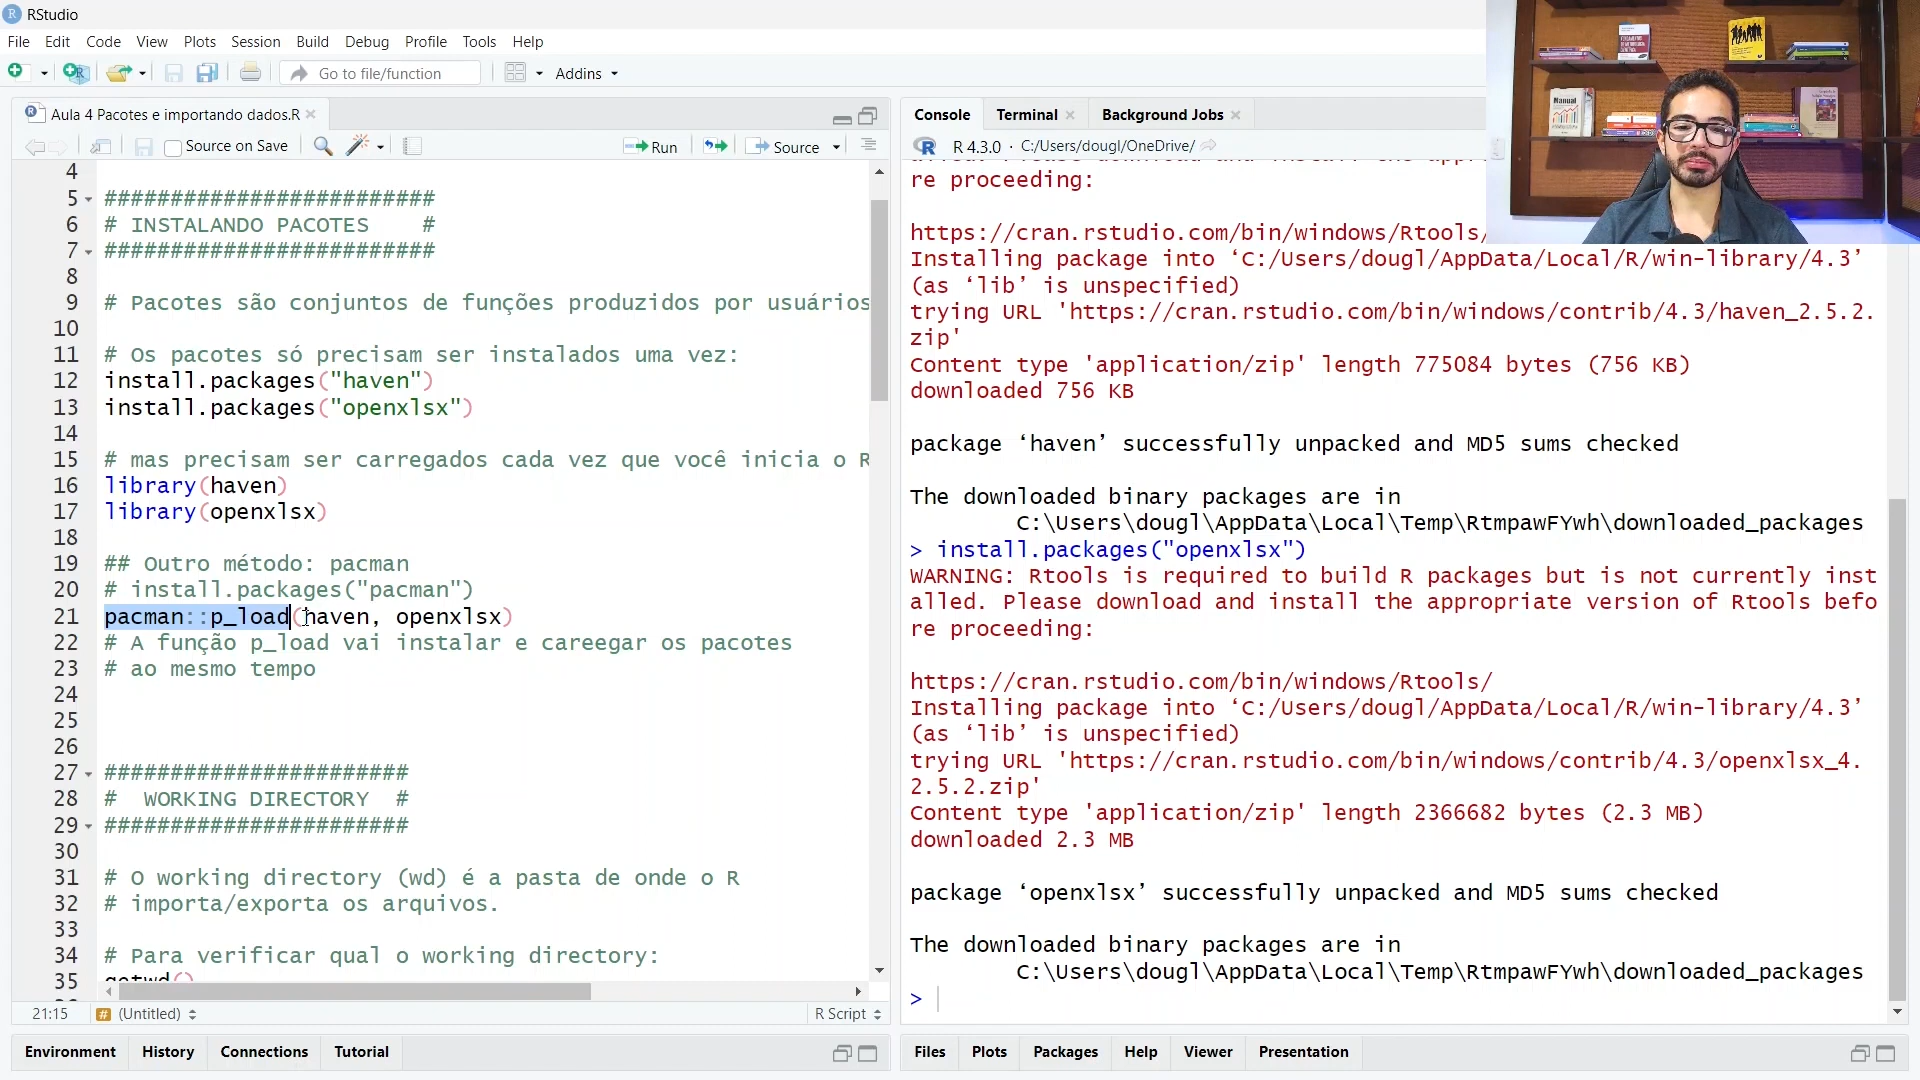 RStudio
File Edit Code View Plots Session Build Debug Profile Tools Help
Go to file/function Addins
Aula 4 Pacotes e importando dados.R
Source on Save Run Source
4
5 #########################
6 # INSTALANDO PACOTES    #
7 #########################
8
9 # Pacotes são conjuntos de funções produzidos por usuários
10
11 # Os pacotes só precisam ser instalados uma vez:
12 install.packages("haven")
13 install.packages("openxlsx")
14
15 # mas precisam ser carregados cada vez que você inicia o R
16 library(haven)
17 library(openxlsx)
18
19 ## Outro método: pacman
20 # install.packages("pacman")
21 pacman::p_load(haven, openxlsx)
22 # A função p_load vai instalar e careegar os pacotes
23 # ao mesmo tempo
24
25
26
27 #######################
28 #  WORKING DIRECTORY  #
29 #######################
30
31 # O working directory (wd) é a pasta de onde o R
32 # importa/exporta os arquivos.
33
34 # Para verificar qual o working directory:
35 getwd()
21:15 (Untitled) R Script
Environment History Connections Tutorial
Console Terminal Background Jobs
R 4.3.0 · C:/Users/dougl/OneDrive/
re proceeding:
https://cran.rstudio.com/bin/windows/Rtools/
Installing package into ‘C:/Users/dougl/AppData/Local/R/win-library/4.3’
(as ‘lib’ is unspecified)
trying URL 'https://cran.rstudio.com/bin/windows/contrib/4.3/haven_2.5.2.
zip'
Content type 'application/zip' length 775084 bytes (756 KB)
downloaded 756 KB
package ‘haven’ successfully unpacked and MD5 sums checked
The downloaded binary packages are in
C:\Users\dougl\AppData\Local\Temp\RtmpawFYwh\downloaded_packages
> install.packages("openxlsx")
WARNING: Rtools is required to build R packages but is not currently inst
alled. Please download and install the appropriate version of Rtools befo
re proceeding:
https://cran.rstudio.com/bin/windows/Rtools/
Installing package into ‘C:/Users/dougl/AppData/Local/R/win-library/4.3’
(as ‘lib’ is unspecified)
trying URL 'https://cran.rstudio.com/bin/windows/contrib/4.3/openxlsx_4.
2.5.2.zip'
Content type 'application/zip' length 2366682 bytes (2.3 MB)
downloaded 2.3 MB
package ‘openxlsx’ successfully unpacked and MD5 sums checked
The downloaded binary packages are in
C:\Users\dougl\AppData\Local\Temp\RtmpawFYwh\downloaded_packages
>
Files Plots Packages Help Viewer Presentation
Manual